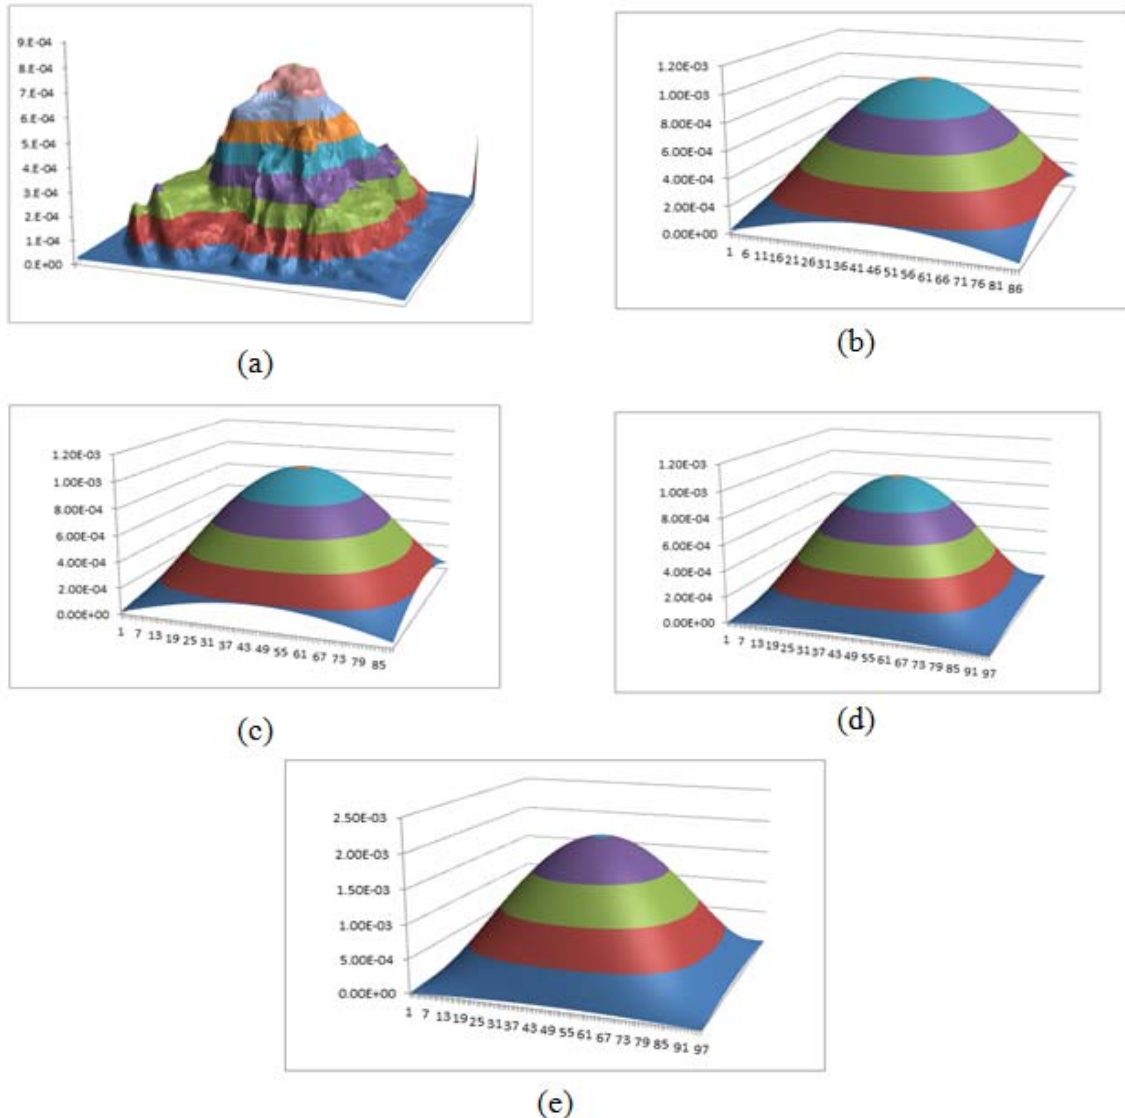 9.E-04
8.E-04
7.E-04
6.E-04
5.E-04
4.E-04
3.E-04
2.E-04
1.E-04
0.E+00
(a)
1.20E-03
1.00E-03
8.00E-04
6.00E-04
4.00E-04
2.00E-04
0.00E+00
1 6 11 16 21 26 31 36 41 46 51 56 61 66 71 76 81 86
(b)
1.20E-03
1.00E-03
8.00E-04
6.00E-04
4.00E-04
2.00E-04
0.00E+00
1 7 13 19 25 31 37 43 49 55 61 67 73 79 85
(c)
1.20E-03
1.00E-03
8.00E-04
6.00E-04
4.00E-04
2.00E-04
0.00E+00
1 7 13 19 25 31 37 43 49 55 61 67 73 79 85 91 97
(d)
2.50E-03
2.00E-03
1.50E-03
1.00E-03
5.00E-04
0.00E+00
1 7 13 19 25 31 37 43 49 55 61 67 73 79 85 91 97
(e)